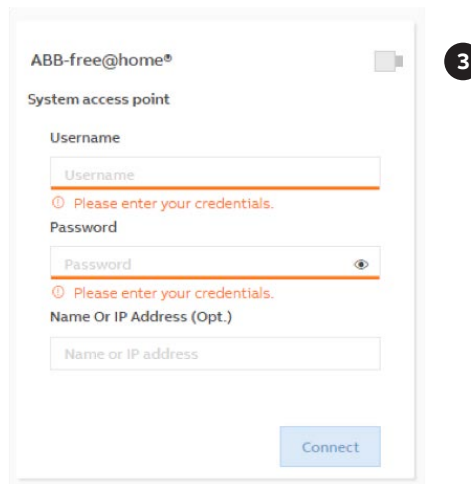 ABB-free@home®
3
System access point
Username
Username
Please enter your credentials.
Password
Password
Please enter your credentials.
Name Or IP Address (Opt.)
Name or IP address
Connect